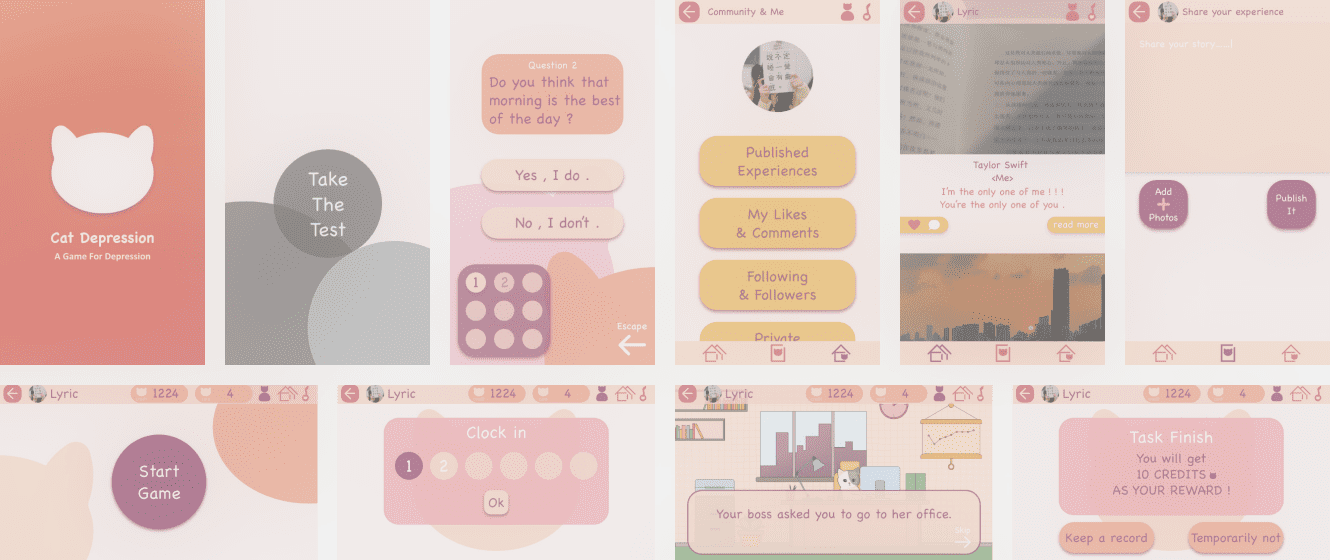 Cat Depression
A Game For Depression
Take
The
Test
Question 2
Do you think that
morning is the best
of the day ?
Yes , I do .
No , I don't .
1 2
Escape
Community & Me
Published
Experiences
My Likes
& Comments
Following
& Followers
Private
Lyric
Taylor Swift
<Me>
I'm the only one of me ! ! !
You're the only one of you .
read more
Share your experience
Share your story......!
Add
Photos
Publish
It
Lyric 1224 4
Start
Game
Lyric 1224 4
Clock in
1 2
Ok
Lyric 1224 4
Your boss asked you to go to her office.
Skip
Lyric 1224 4
Task Finish
You will get
10 CREDITS
AS YOUR REWARD !
Keep a record
Temporarily not